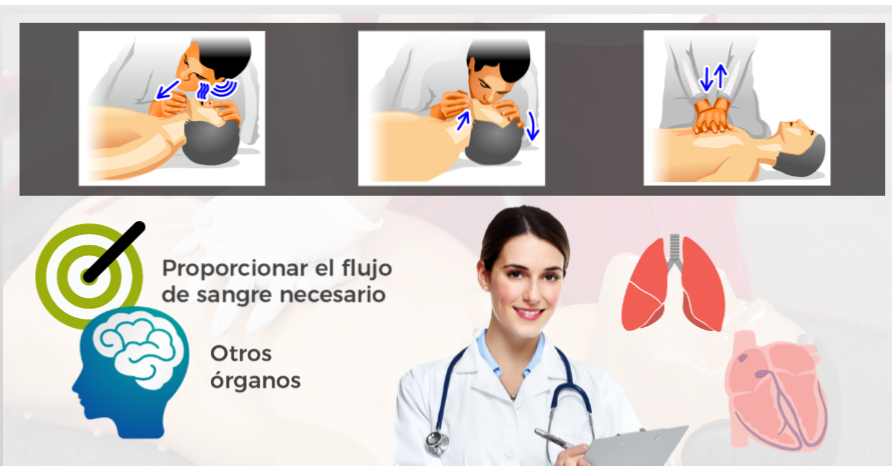 Proporcionar el flujo
de sangre necesario
Otros
órganos